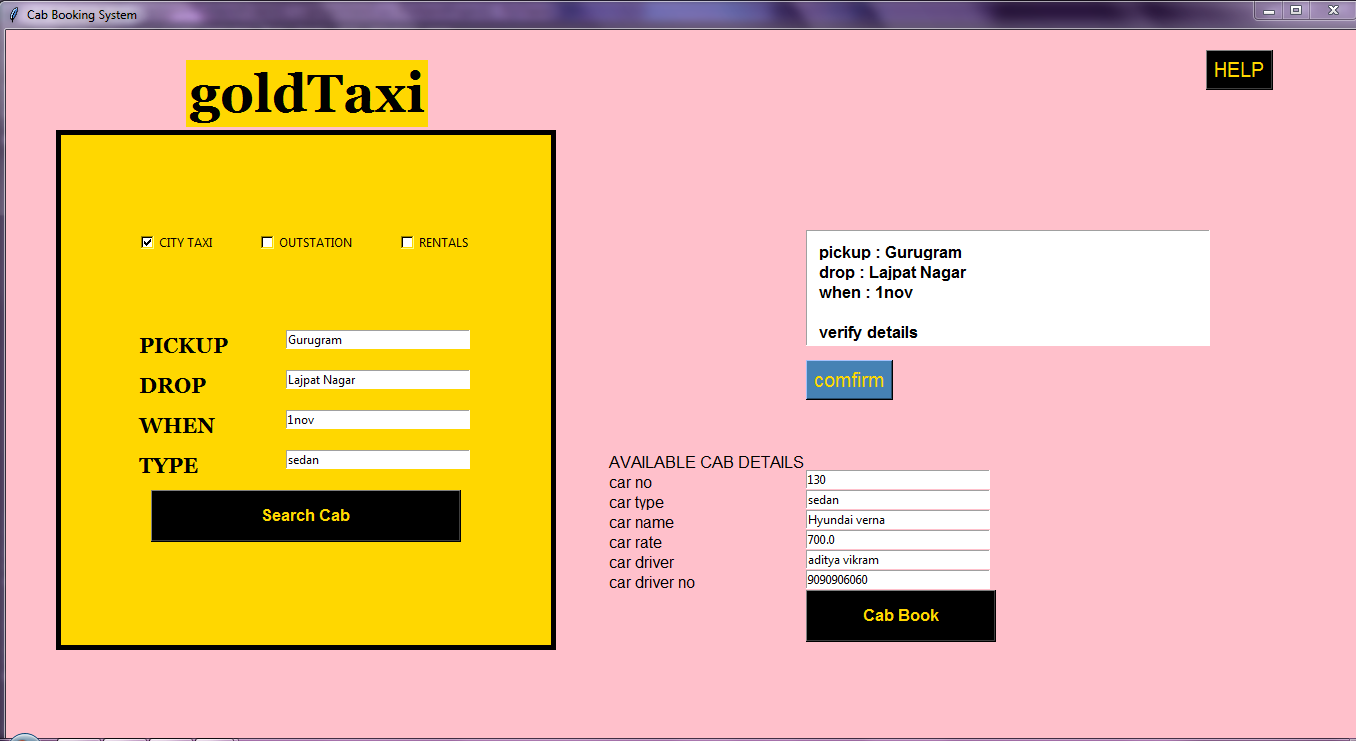 Cab Booking System
HELP
goldTaxi
CITY TAXI OUTSTATION RENTALS
PICKUP Gurugram
DROP Lajpat Nagar
WHEN 1nov
TYPE sedan
Search Cab
pickup : Gurugram
drop : Lajpat Nagar
when : 1nov
verify details
comfirm
AVAILABLE CAB DETAILS
car no 130
car type sedan
car name Hyundai verna
car rate 700.0
car driver aditya vikram
car driver no 9090906060
Cab Book